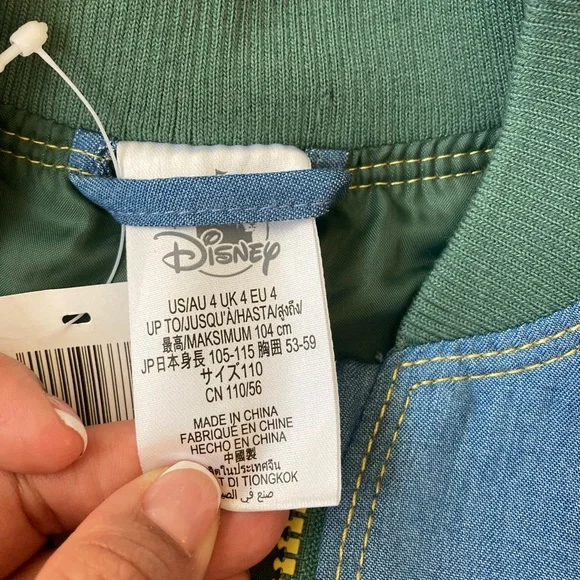 Disney
US/AU 4 UK 4 EU 4
UP TO/JUSQU'À/HASTA/สูงถึง/
最高/MAKSIMUM 104 cm
JP日本身長 105-115 胸囲 53-59
サイズ110
CN 110/56
MADE IN CHINA
FABRIQUÉ EN CHINE
HECHO EN CHINA
中國製
ผลิตในประเทศจีน
DI TIONGKOK
صنع في الص